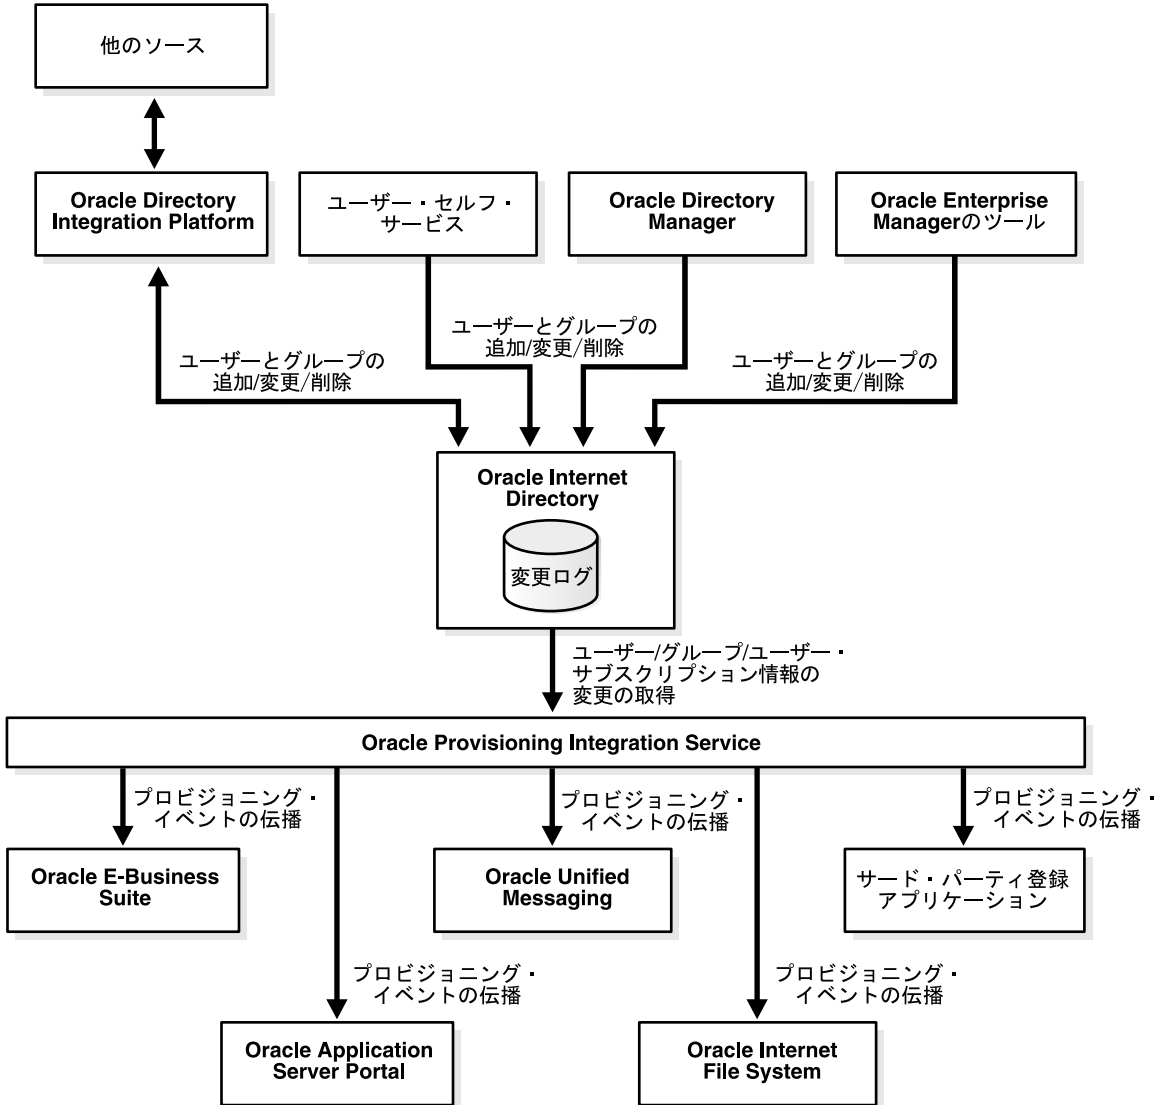 他のソース
Oracle Directory
Integration Platform
ユーザー・セルフ・
サービス
Oracle Directory
Manager
Oracle Enterprise
Managerのツール
ユーザーとグループの
追加/変更/削除
ユーザーとグループの
追加/変更/削除
ユーザーとグループの
追加/変更/削除
Oracle Internet
Directory
変更ログ
ユーザー/グループ/ユーザー・
サブスクリプション情報の
変更の取得
Oracle Provisioning Integration Service
プロビジョニング・
イベントの伝播
プロビジョニング・
イベントの伝播
プロビジョニング・
イベントの伝播
Oracle E-Business
Suite
Oracle Unified
Messaging
サード・パーティ登録
アプリケーション
プロビジョニング・
イベントの伝播
プロビジョニング・
イベントの伝播
Oracle Application
Server Portal
Oracle Internet
File System